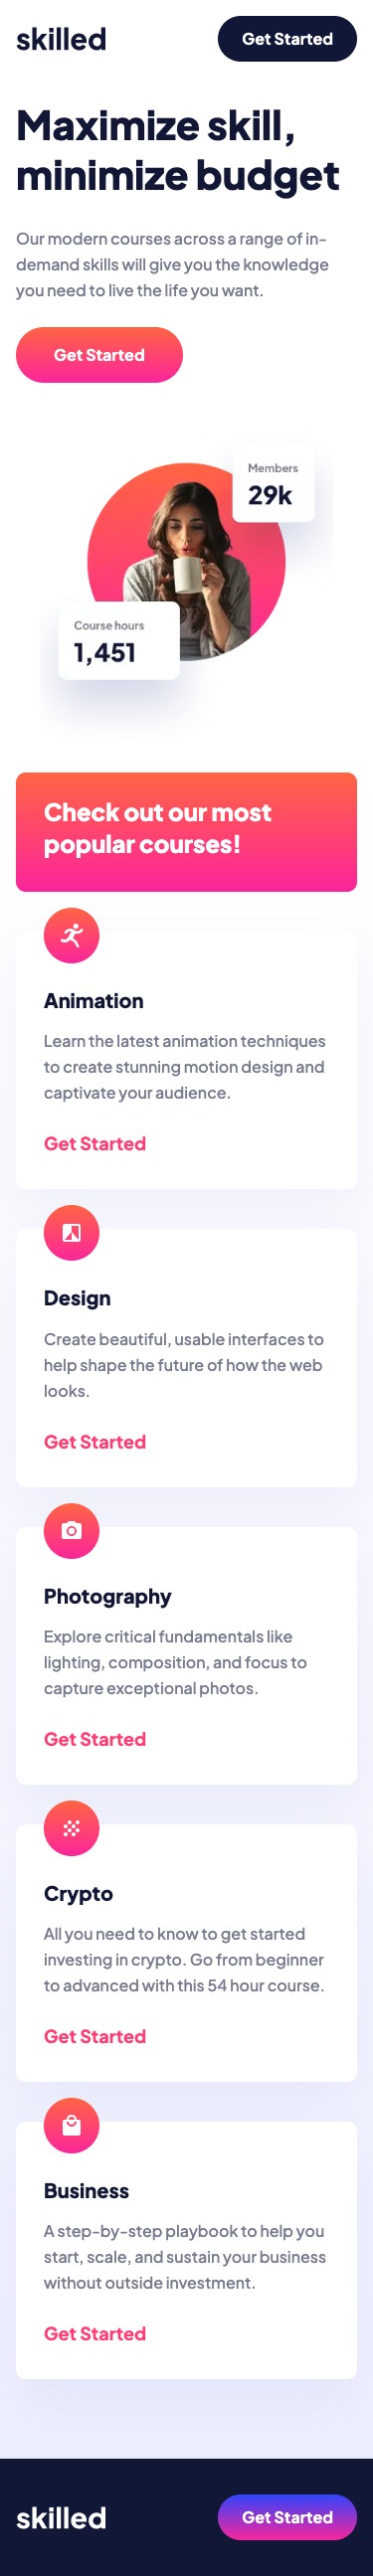 skilled
Get Started
Maximize skill,
minimize budget
Our modern courses across a range of in-
demand skills will give you the knowledge
you need to live the life you want.
Get Started
Members
29k
Course hours
1,451
Check out our most
popular courses!
Animation
Learn the latest animation techniques
to create stunning motion design and
captivate your audience.
Get Started
Design
Create beautiful, usable interfaces to
help shape the future of how the web
looks.
Get Started
Photography
Explore critical fundamentals like
lighting, composition, and focus to
capture exceptional photos.
Get Started
Crypto
All you need to know to get started
investing in crypto. Go from beginner
to advanced with this 54 hour course.
Get Started
Business
A step-by-step playbook to help you
start, scale, and sustain your business
without outside investment.
Get Started
skilled
Get Started